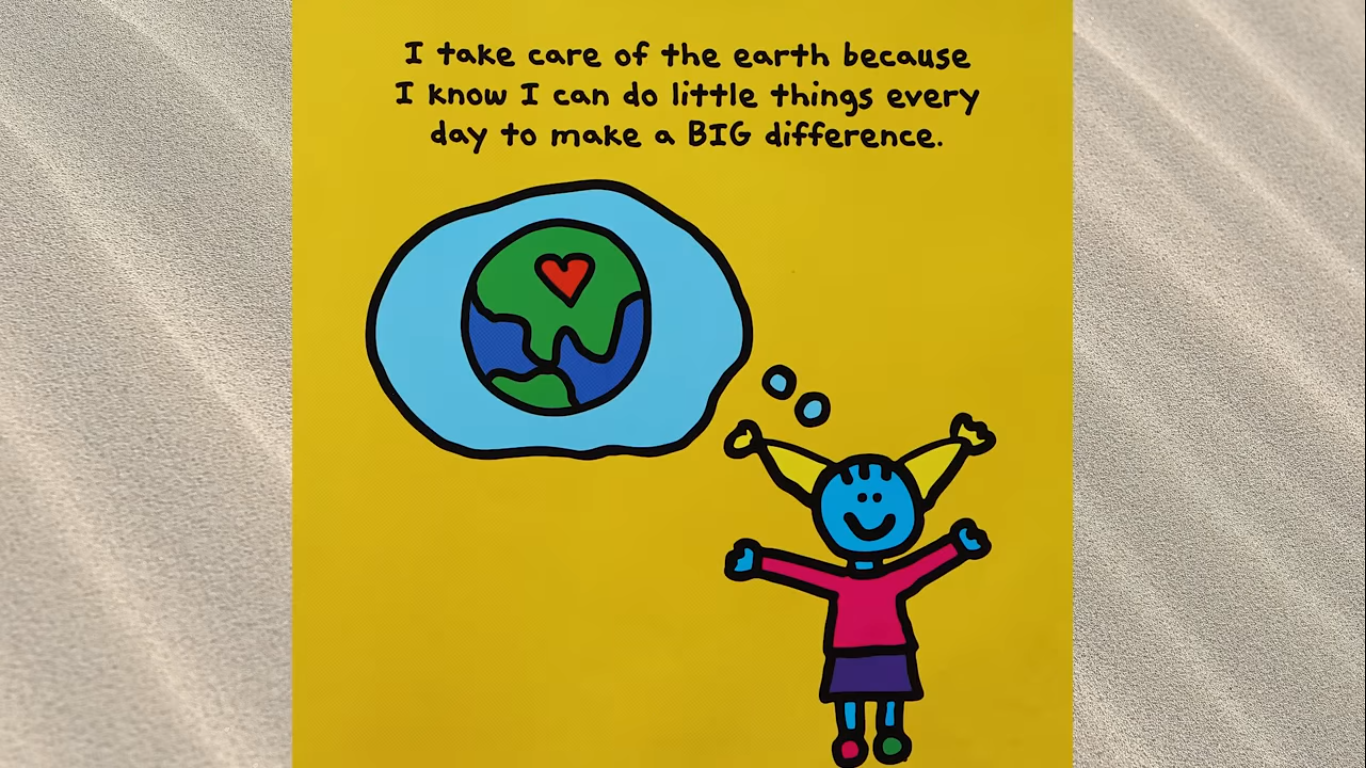 I take care of the earth because
I know I can do little things every
day to make a BIG difference.